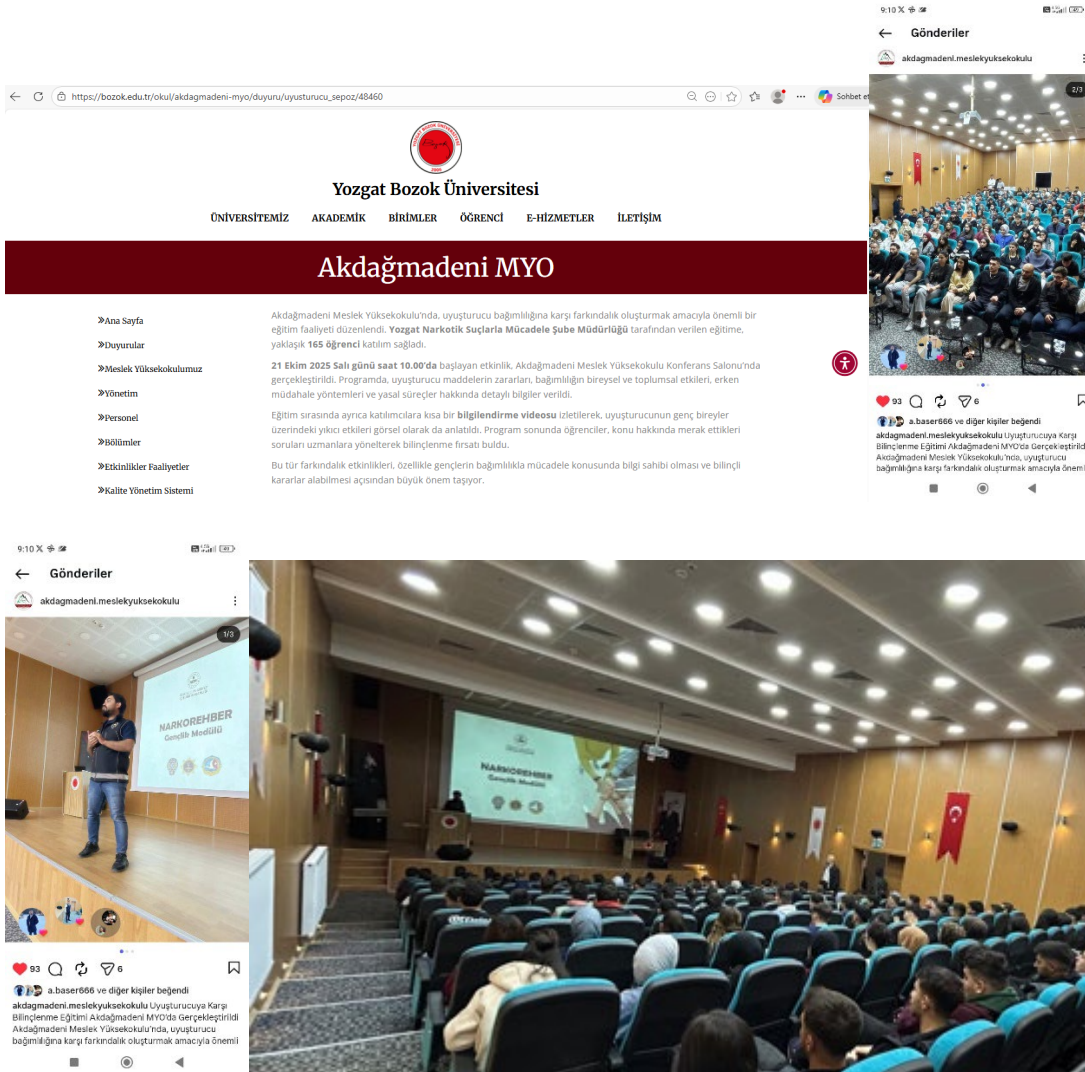 9:10
Gönderiler
akdagmadeni.meslekyuksekokulu
2/3
93
6
a.baser666 ve diğer kişiler beğendi
akdagmadeni.meslekyuksekokulu Uyuşturucuya Karşı
Bilinçlenme Eğitimi Akdağmadeni MYO'da Gerçekleştirild
Akdağmadeni Meslek Yüksekokulu'nda, uyuşturucu
bağımlılığına karşı farkındalık oluşturmak amacıyla önem
https://bozok.edu.tr/okul/akdagmadeni-myo/duyuru/uyusturucu_sepoz/48460
Sohbet et
Yozgat Bozok Üniversitesi
ÜNİVERSİTEMİZ AKADEMİK BİRİMLER ÖĞRENCİ E-HİZMETLER İLETİŞİM
Akdağmadeni MYO
Ana Sayfa
Duyurular
Meslek Yüksekokulumuz
Yönetim
Personel
Bölümler
Etkinlikler Faaliyetler
Kalite Yönetim Sistemi
Akdağmadeni Meslek Yüksekokulu'nda, uyuşturucu bağımlılığına karşı farkındalık oluşturmak amacıyla önemli bir
eğitim faaliyeti düzenlendi. Yozgat Narkotik Suçlarla Mücadele Şube Müdürlüğü tarafından verilen eğitime,
yaklaşık 165 öğrenci katılım sağladı.
21 Ekim 2025 Salı günü saat 10.00'da başlayan etkinlik, Akdağmadeni Meslek Yüksekokulu Konferans Salonu'nda
gerçekleştirildi. Programda, uyuşturucu maddelerin zararları, bağımlılığın bireysel ve toplumsal etkileri, erken
müdahale yöntemleri ve yasal süreçler hakkında detaylı bilgiler verildi.
Eğitim sırasında ayrıca katılımcılara kısa bir bilgilendirme videosu izletilerek, uyuşturucunun genç bireyler
üzerindeki yıkıcı etkileri görsel olarak da anlatıldı. Program sonunda öğrenciler, konu hakkında merak ettikleri
soruları uzmanlara yönelterek bilinçlenme fırsatı buldu.
Bu tür farkındalık etkinlikleri, özellikle gençlerin bağımlılıkla mücadele konusunda bilgi sahibi olması ve bilinçli
kararlar alabilmesi açısından büyük önem taşıyor.
9:10
Gönderiler
akdagmadeni.meslekyuksekokulu
1/3
NARKOREHBER
Gençlik Modülü
93
6
a.baser666 ve diğer kişiler beğendi
akdagmadeni.meslekyuksekokulu Uyuşturucuya Karşı
Bilinçlenme Eğitimi Akdağmadeni MYO'da Gerçekleştirildi
Akdağmadeni Meslek Yüksekokulu'nda, uyuşturucu
bağımlılığına karşı farkındalık oluşturmak amacıyla önemli
NARKOREHBER
Gençlik Modülü